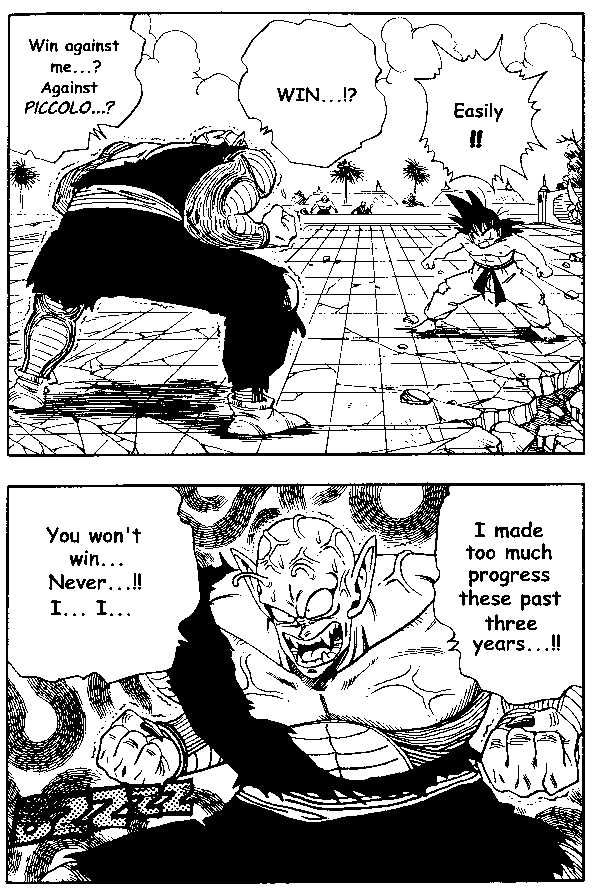 Win against
me...?
Against
PICCOLO...?
WIN...!?
Easily
!!
You won't
win...
Never...!!
I... I...
I made
too much
progress
these past
three
years...!!